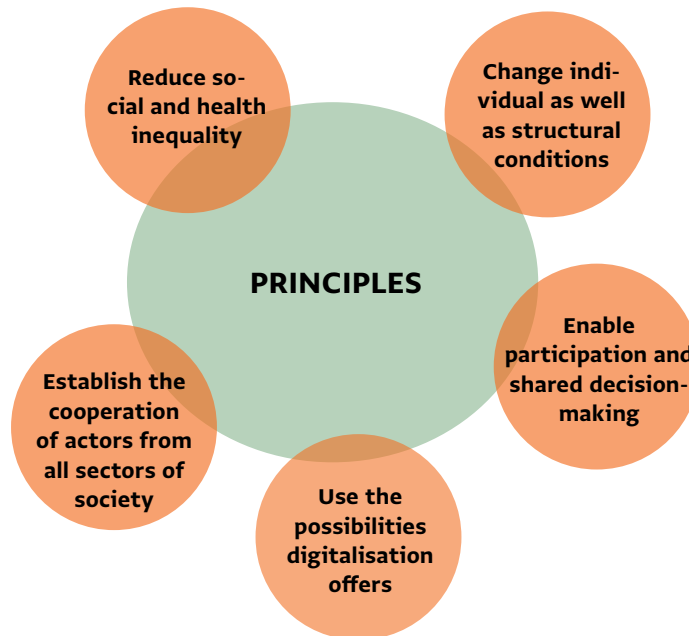 Reduce so-
cial and health
inequality
Change indi-
vidual as well
as structural
conditions
PRINCIPLES
Enable
participation and
shared decision-
making
Establish the
cooperation
of actors from
all sectors of
society
Use the
possibilities
digitalisation
offers